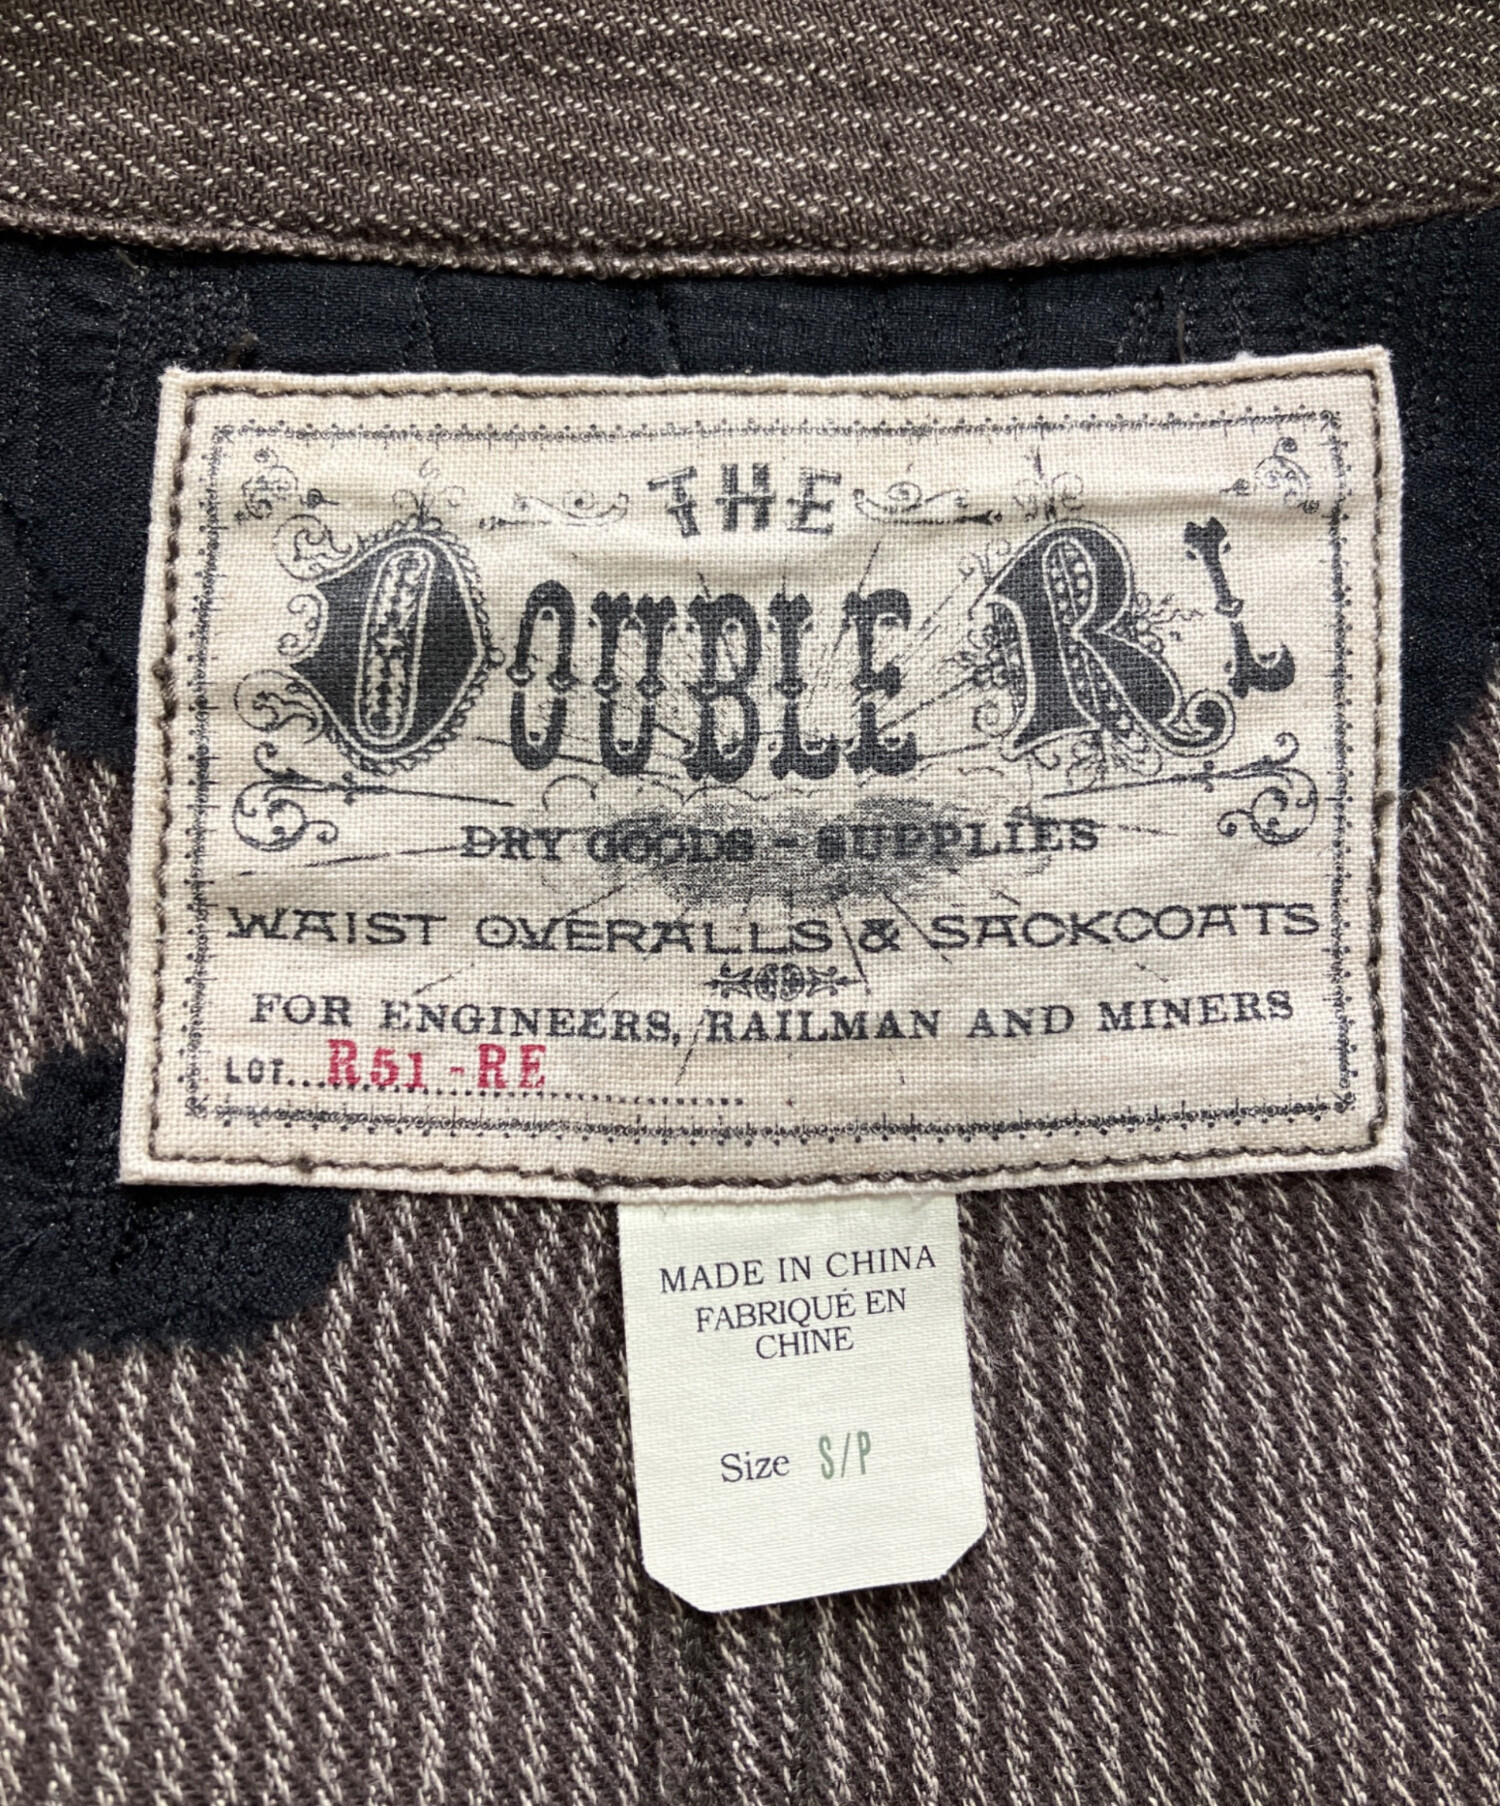 THE
DOUBLE RL
DRY GOODS - SUPPLIES
WAIST OVERALLS & SACKCOATS
FOR ENGINEERS, RAILMAN AND MINERS
LOT... R51-RE
MADE IN CHINA
FABRIQUÉ EN
CHINE
Size S/P